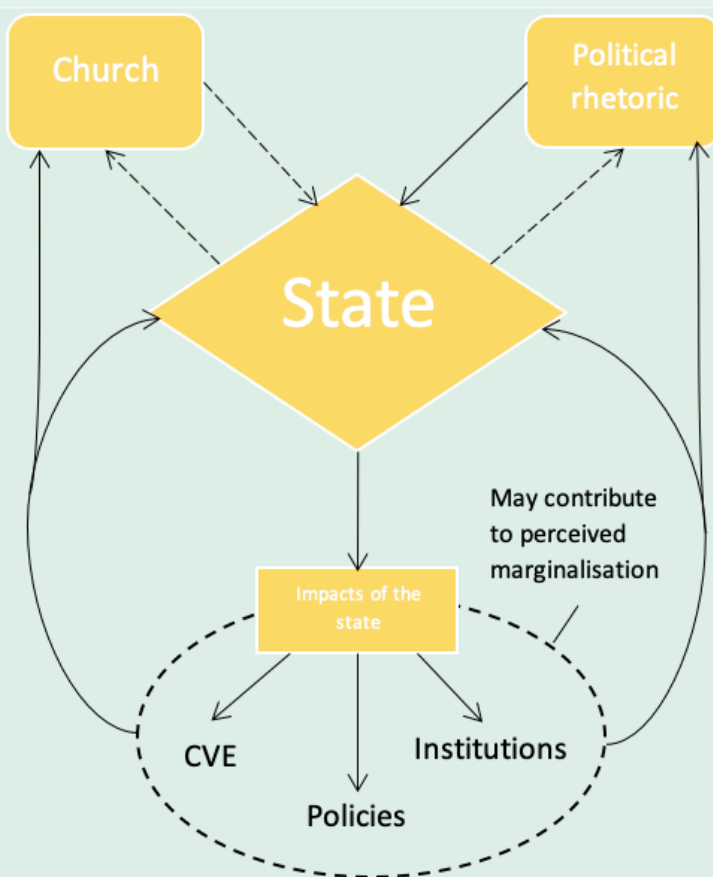 Church
Political
rhetoric
State
May contribute
to perceived
marginalisation
Impacts of the
state
CVE
Institutions
Policies